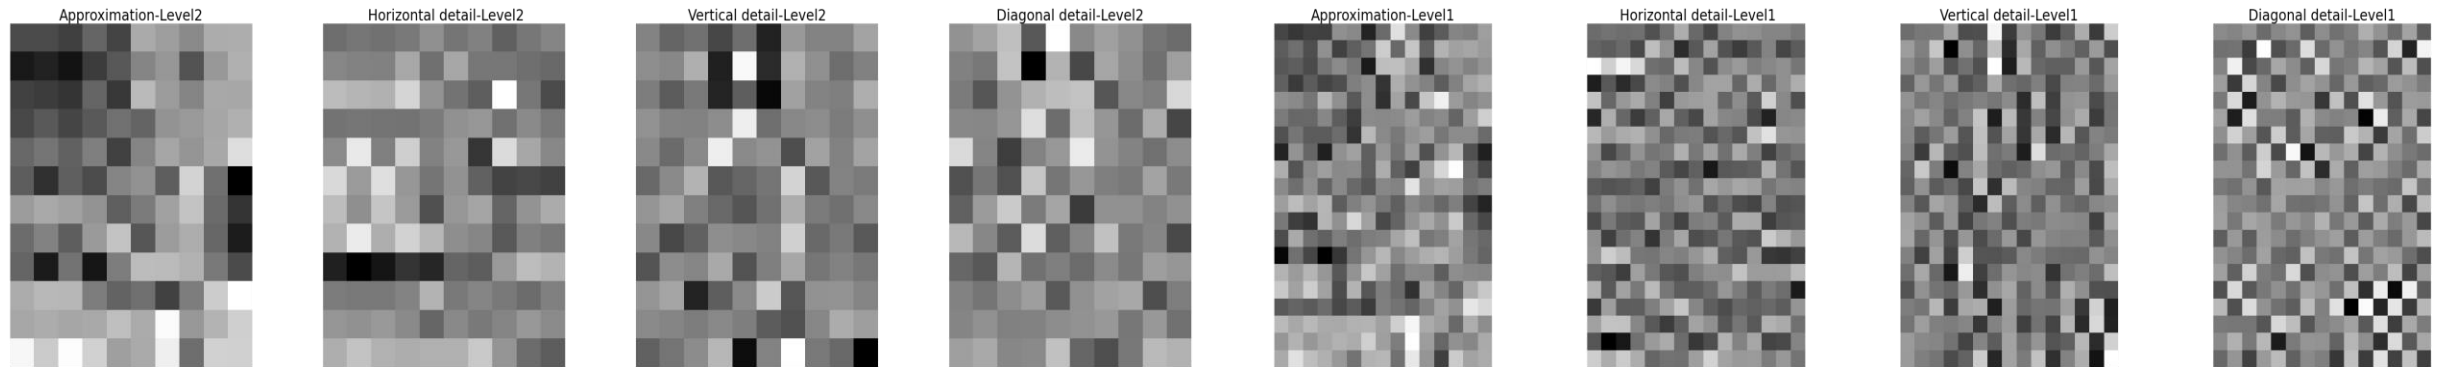 Approximation-Level2
Horizontal detail-Level2
Vertical detail-Level2
Diagonal detail-Level2
Approximation-Level1
Horizontal detail-Level1
Vertical detail-Level1
Diagonal detail-Level1